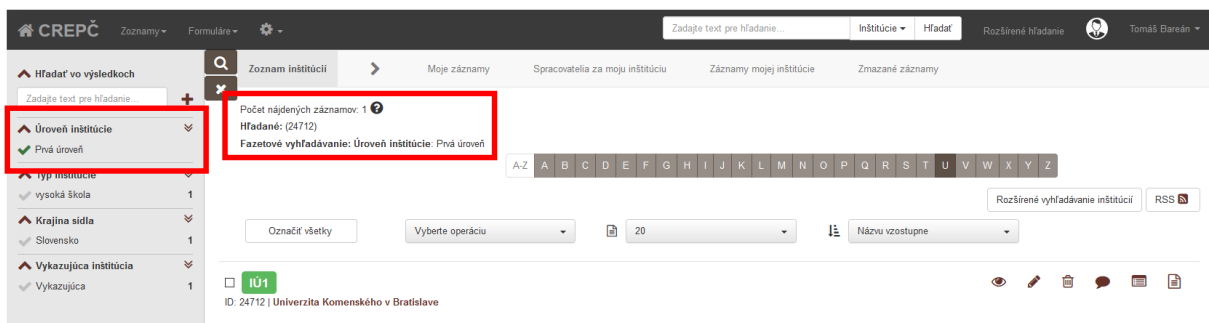 CREPČ Zoznamy Formuláre Zadajte text pre hľadanie... Inštitúcie Hľadať Rozšírené hľadanie Tomáš Bareán
Hľadať vo výsledkoch
Zadajte text pre hľadanie...
Úroveň inštitúcie
Prvá úroveň
Typ inštitúcie
vysoká škola 1
Krajina sídla
Slovensko 1
Vykazujúca inštitúcia
Vykazujúca 1
Zoznam inštitúcií Moje záznamy Spracovatelia za moju inštitúciu Záznamy mojej inštitúcie Zmazané záznamy
Počet nájdených záznamov: 1
Hľadané: (24712)
Fazetové vyhľadávanie: Úroveň inštitúcie: Prvá úroveň
A-Z A B C D E F G H I J K L M N O P Q R S T U V W X Y Z
Rozšírené vyhľadávanie inštitúcií RSS
Označiť všetky Vyberte operáciu 20 Názvu vzostupne
IÚ1
ID: 24712 | Univerzita Komenského v Bratislave